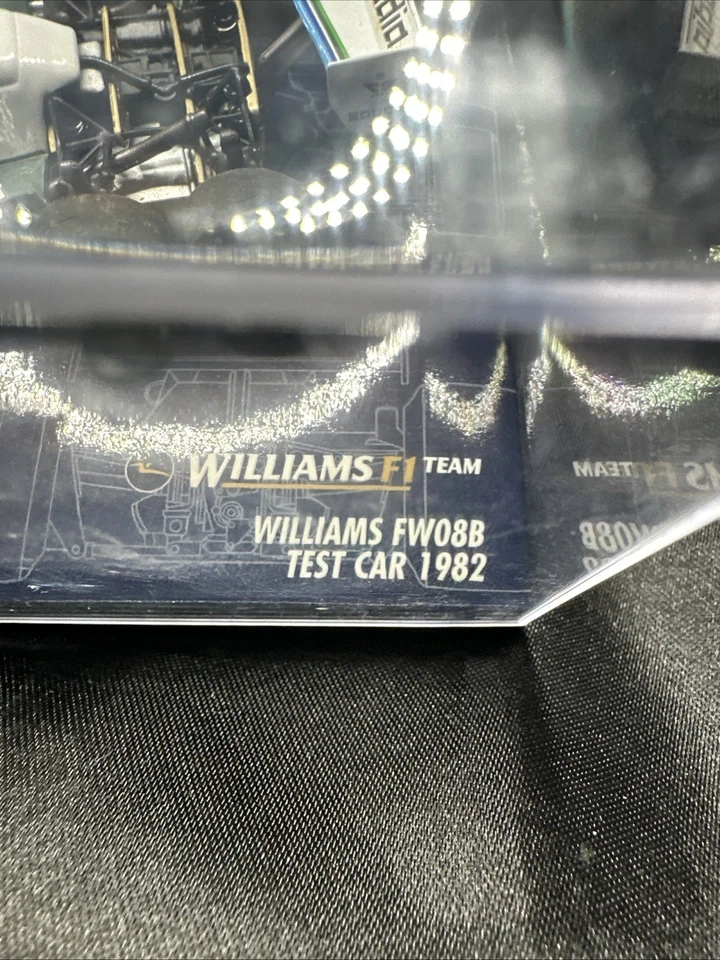 WILLIAMS F1 TEAM
WILLIAMS FW08B
TEST CAR 1982